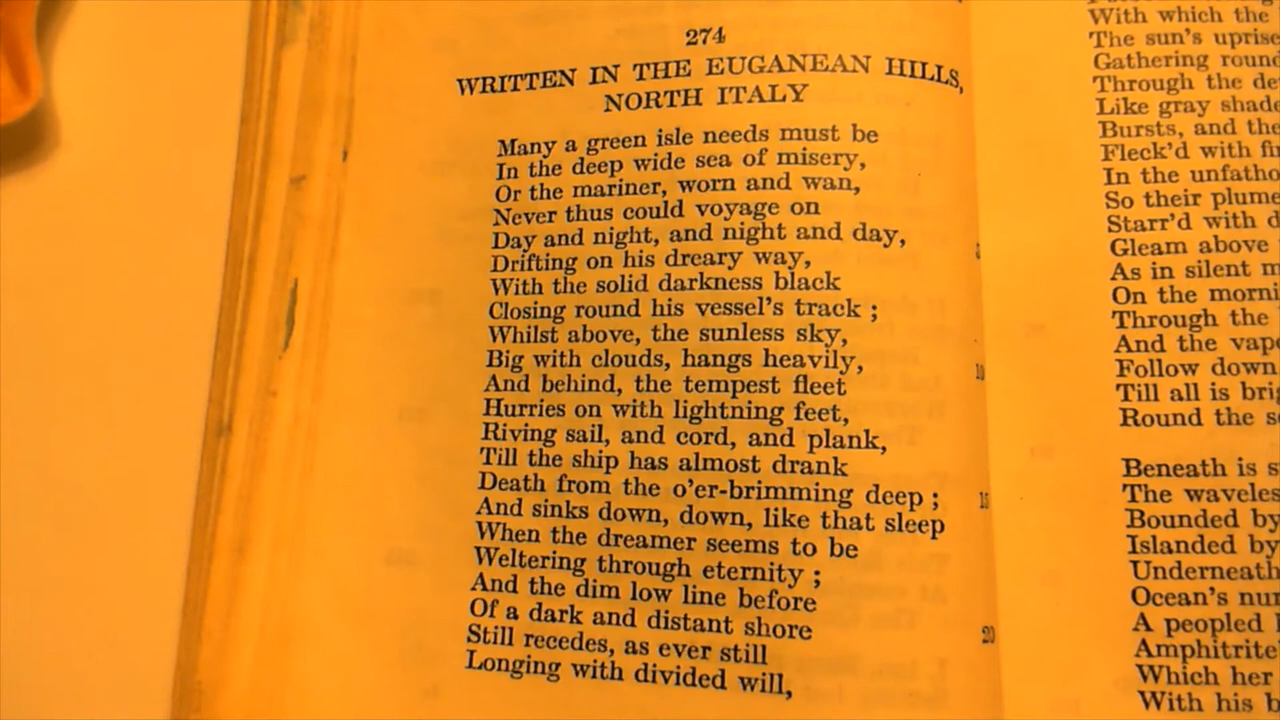 274
WRITTEN IN THE EUGANEAN HILLS,
NORTH ITALY
Many a green isle needs must be
In the deep wide sea of misery,
Or the mariner, worn and wan,
Never thus could voyage on
Day and night, and night and day,
5
Drifting on his dreary way,
With the solid darkness black
Closing round his vessel's track ;
Whilst above, the sunless sky,
Big with clouds, hangs heavily,
10
And behind, the tempest fleet
Hurries on with lightning feet,
Riving sail, and cord, and plank,
Till the ship has almost drank
Death from the o'er-brimming deep ;
15
And sinks down, down, like that sleep
When the dreamer seems to be
Weltering through eternity ;
And the dim low line before
Of a dark and distant shore
20
Still recedes, as ever still
Longing with divided will,
With which the
The sun's uprise
Gathering round
Through the de
Like gray shade
Bursts, and the
Fleck'd with fi
In the unfatho
So their plume
Starr'd with d
Gleam above
As in silent m
On the morni
Through the
And the vap
Follow down
Till all is bri
Round the s
Beneath is s
The waveles
Bounded by
Islanded by
Underneath
Ocean's nur
A peopled
Amphitrite
Which her
With his b